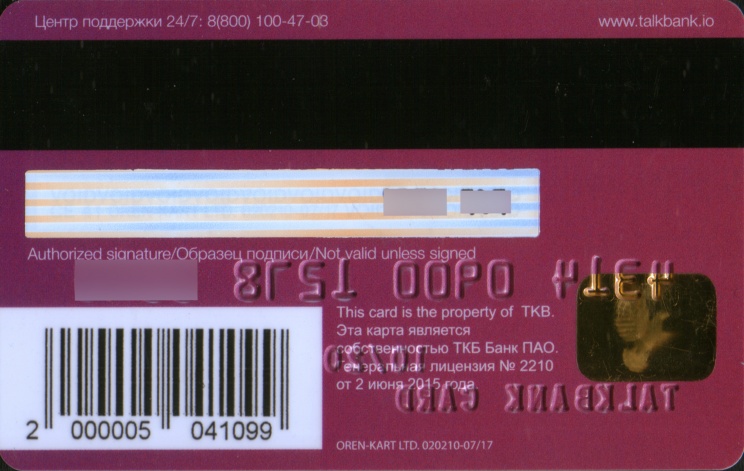 Центр поддержки 24/7: 8(800) 100-47-03
www.talkbank.io
Authorized signature/Образец подписи/Not valid unless signed
This card is the property of TKB.
Эта карта является
собственностью ТКБ Банк ПАО.
Генеральная лицензия № 2210
от 2 июня 2015 года.
TALKBANK CARD
2 000005 041099
OREN-KART LTD. 020210-07/17